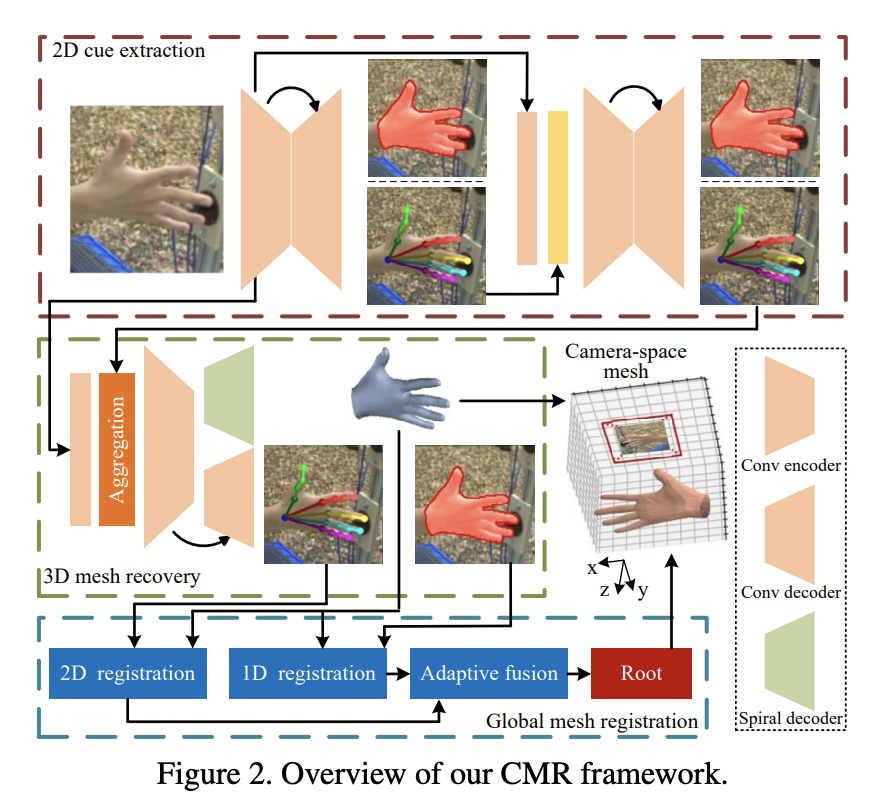 2D cue extraction
Aggregation
3D mesh recovery
Camera-space
mesh
x
z
y
Conv encoder
Conv decoder
Spiral decoder
2D registration
1D registration
Adaptive fusion
Root
Global mesh registration
Figure 2. Overview of our CMR framework.